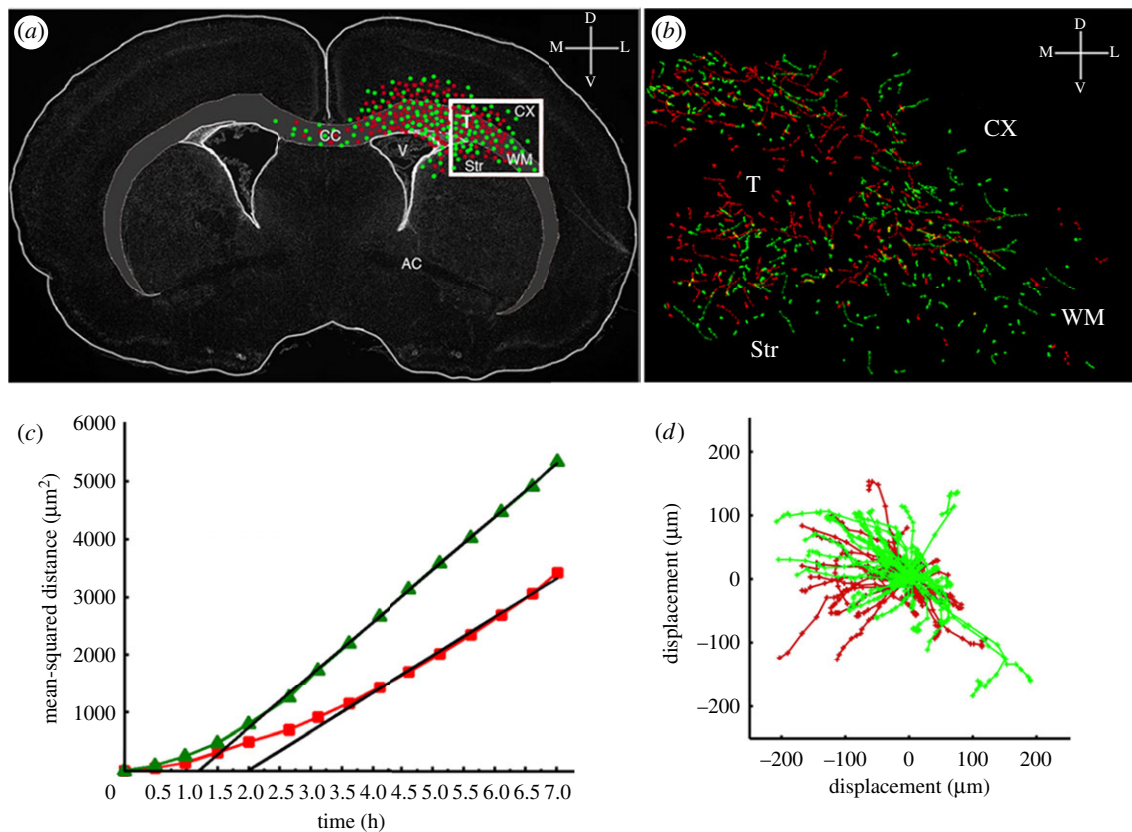 (a)
D
M L
V
CX
T
CC
V
WM
Str
AC
(b)
D
M L
V
CX
T
WM
Str
(c)
6000
5000
4000
3000
2000
1000
0 0.5 1.0 1.5 2.0 2.5 3.0 3.5 4.0 4.5 5.0 5.5 6.0 6.5 7.0
mean-squared distance (μm²)
time (h)
(d)
200
100
0
–100
–200
–200 –100 0 100 200
displacement (μm)
displacement (μm)